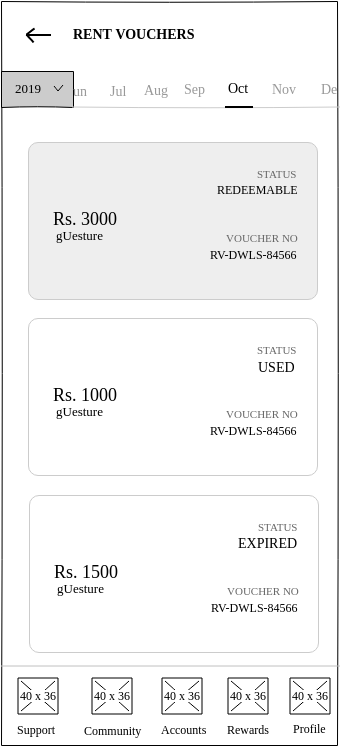 RENT VOUCHERS
2019 un Jul Aug Sep Oct Nov De
STATUS
REDEEMABLE
Rs. 3000
gUesture
VOUCHER NO
RV-DWLS-84566
STATUS
USED
Rs. 1000
gUesture
VOUCHER NO
RV-DWLS-84566
STATUS
EXPIRED
Rs. 1500
gUesture
VOUCHER NO
RV-DWLS-84566
40 x 36 40 x 36 40 x 36 40 x 36 40 x 36
Support Community Accounts Rewards Profile